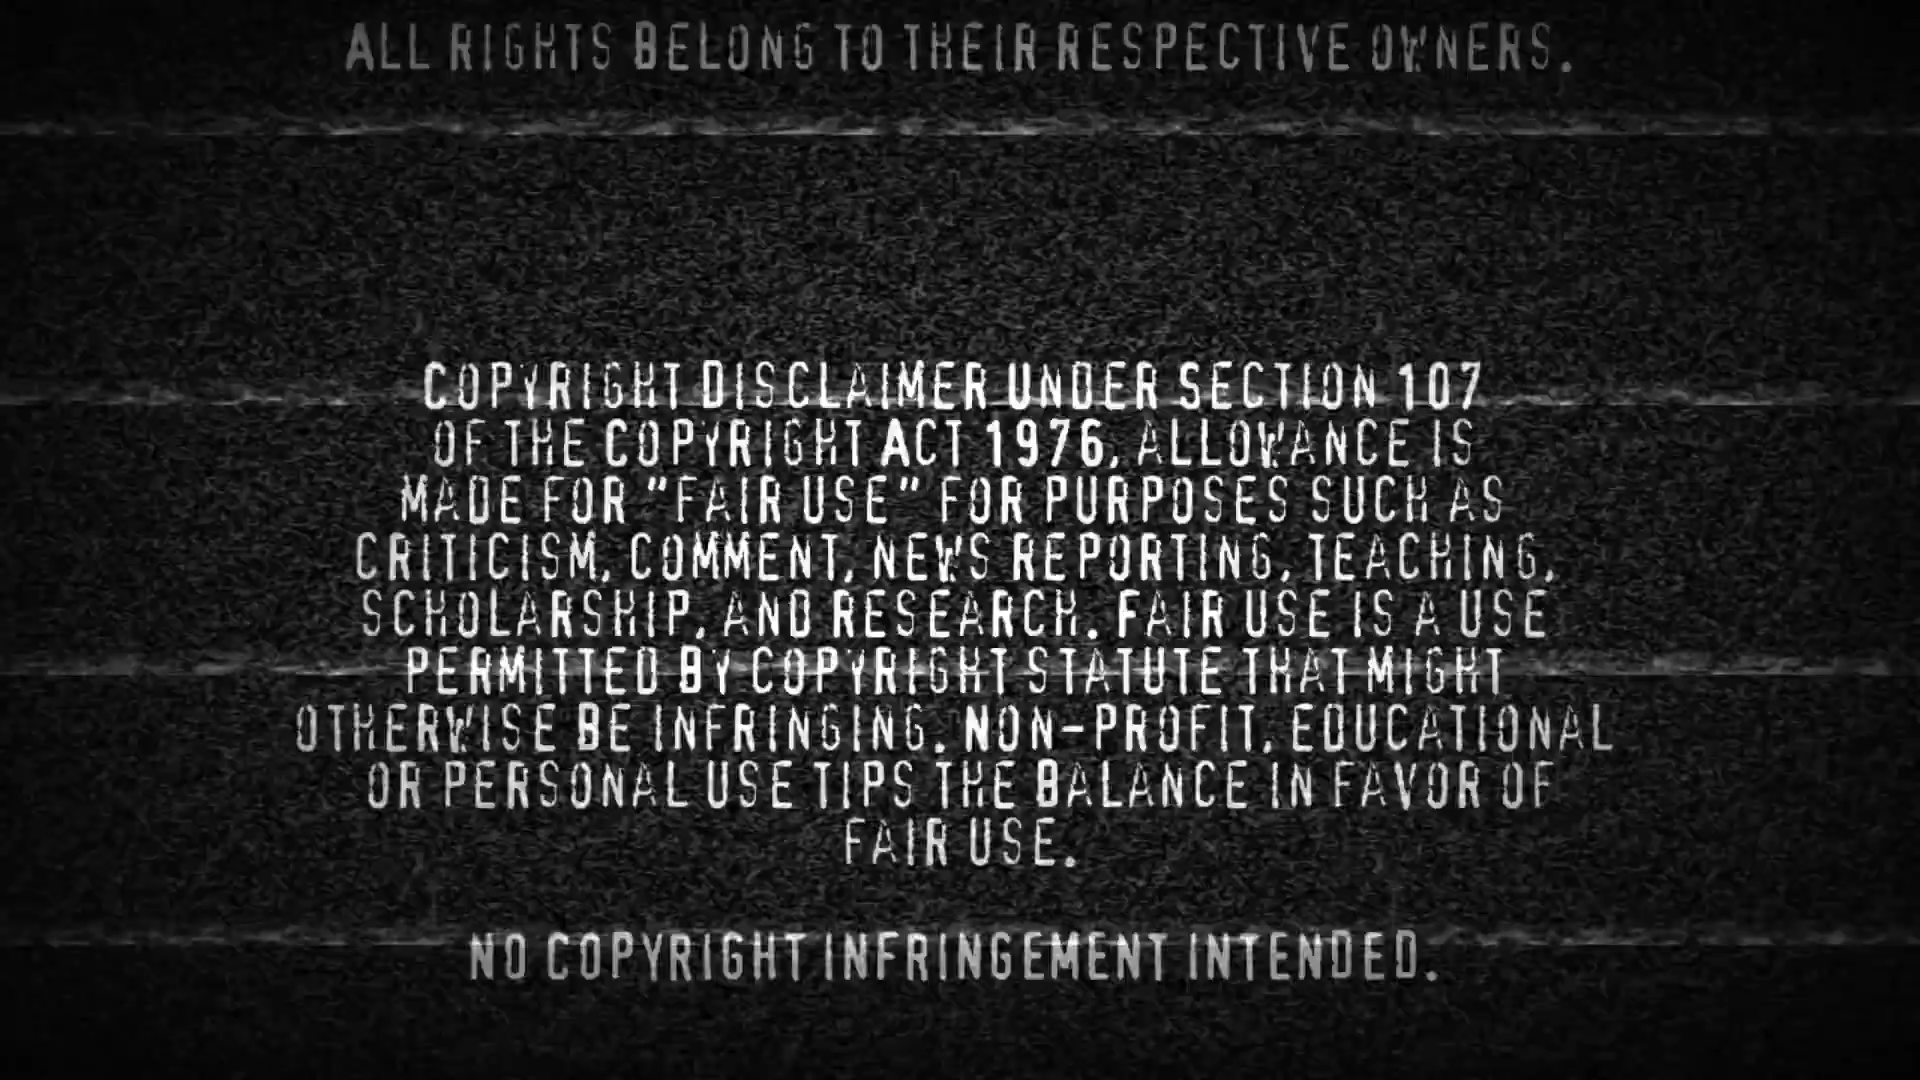 ALL RIGHTS BELONG TO THEIR RESPECTIVE OWNERS.
COPYRIGHT DISCLAIMER UNDER SECTION 107
OF THE COPYRIGHT ACT 1976, ALLOWANCE IS
MADE FOR "FAIR USE" FOR PURPOSES SUCH AS
CRITICISM, COMMENT, NEWS REPORTING, TEACHING,
SCHOLARSHIP, AND RESEARCH. FAIR USE IS A USE
PERMITTED BY COPYRIGHT STATUTE THAT MIGHT
OTHERWISE BE INFRINGING. NON-PROFIT, EDUCATIONAL
OR PERSONAL USE TIPS THE BALANCE IN FAVOR OF
FAIR USE.
NO COPYRIGHT INFRINGEMENT INTENDED.